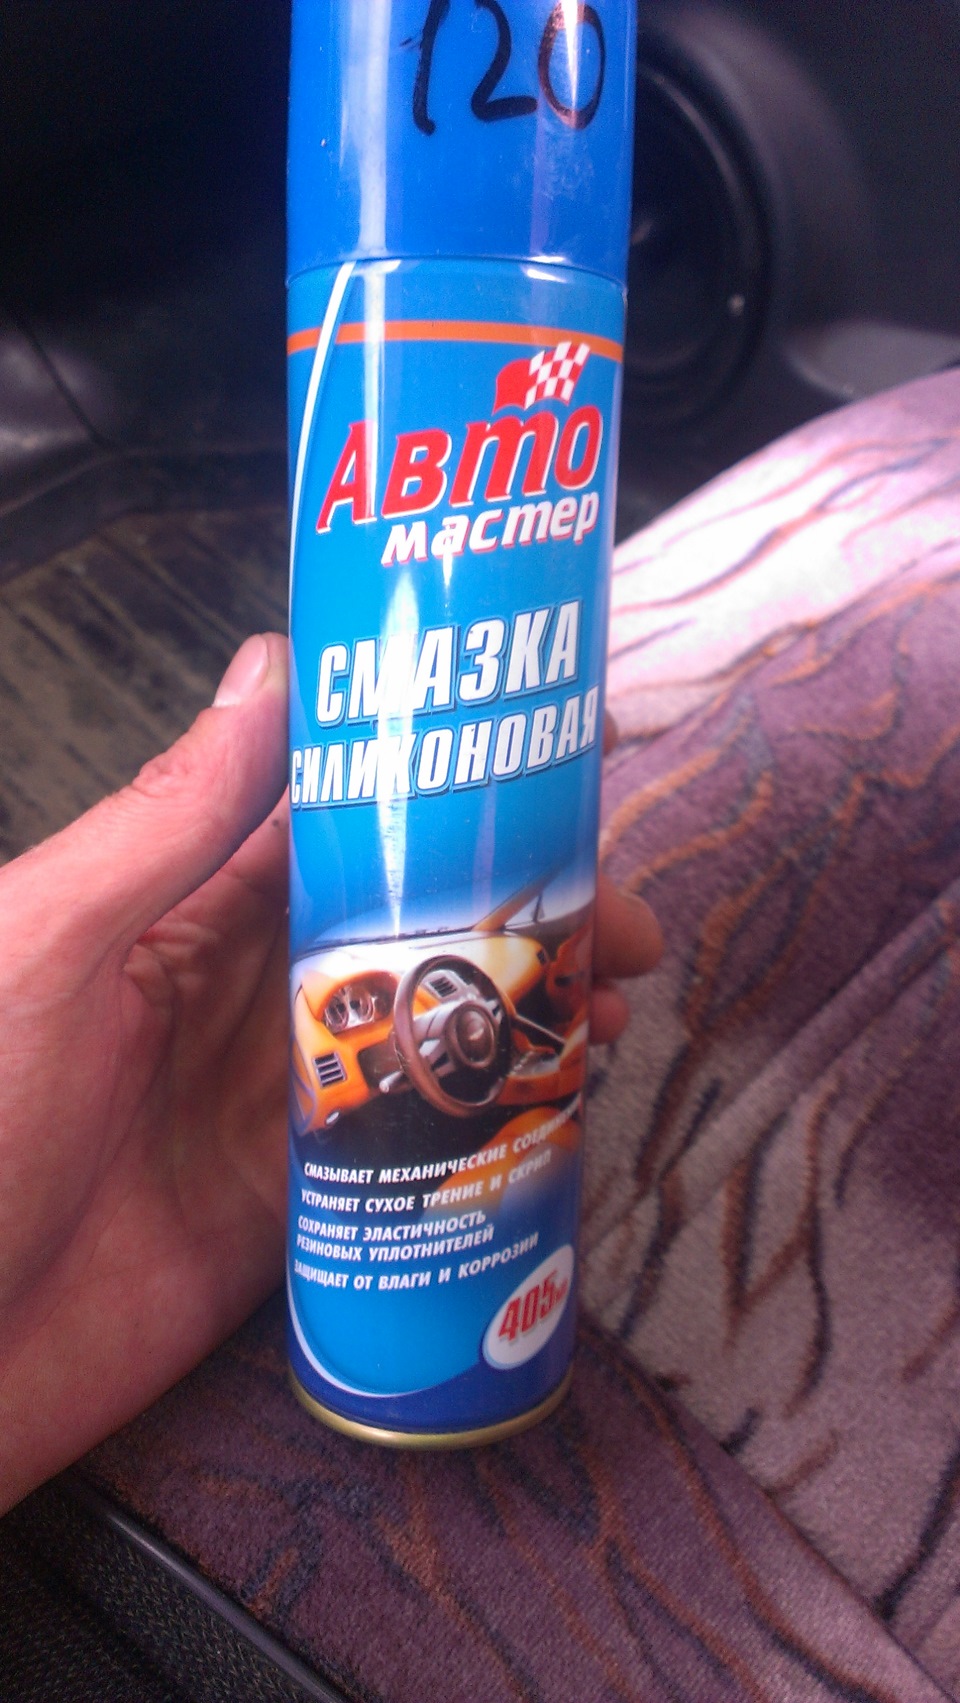 120
Авто
мастер
СМАЗКА
СИЛИКОНОВАЯ
СМАЗЫВАЕТ МЕХАНИЧЕСКИЕ
УСТРАНЯЕТ СУХОЕ ТРЕНИЕ И СКРИП
СОХРАНЯЕТ ЭЛАСТИЧНОСТЬ
РЕЗИНОВЫХ УПЛОТНИТЕЛЕЙ
ЗАЩИЩАЕТ ОТ ВЛАГИ И КОРРОЗИИ
405